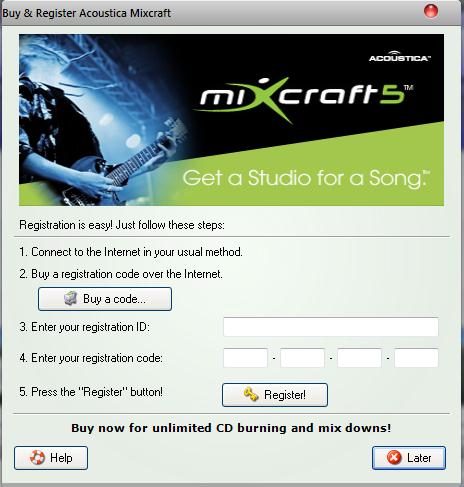 Buy & Register Acoustica Mixcraft
ACOUSTICA™
mixcraft5™
Get a Studio for a Song.™
Registration is easy! Just follow these steps:
1. Connect to the Internet in your usual method.
2. Buy a registration code over the Internet.
Buy a code...
3. Enter your registration ID:
4. Enter your registration code: - - -
5. Press the "Register" button! Register!
Buy now for unlimited CD burning and mix downs!
Help Later